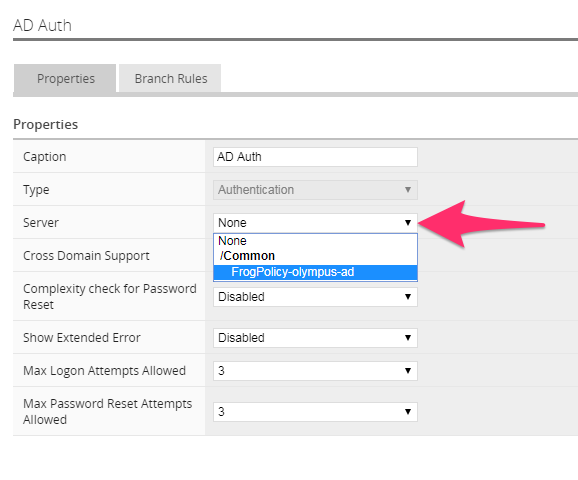 AD Auth
Properties
Branch Rules
Properties
Caption
AD Auth
Type
Authentication
Server
None
None
/Common
FrogPolicy-olympus-ad
Cross Domain Support
Complexity check for Password
Reset
Disabled
Show Extended Error
Disabled
Max Logon Attempts Allowed
3
Max Password Reset Attempts
Allowed
3